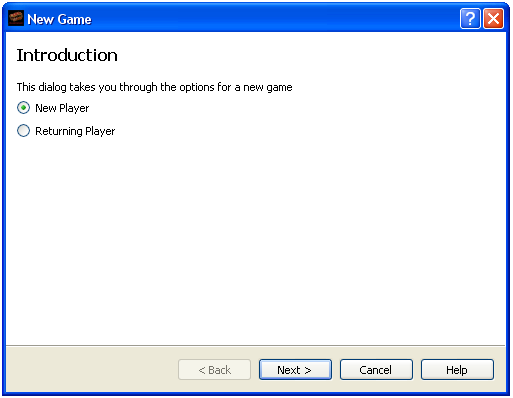 New Game
Introduction
This dialog takes you through the options for a new game
New Player
Returning Player
< Back
Next >
Cancel
Help